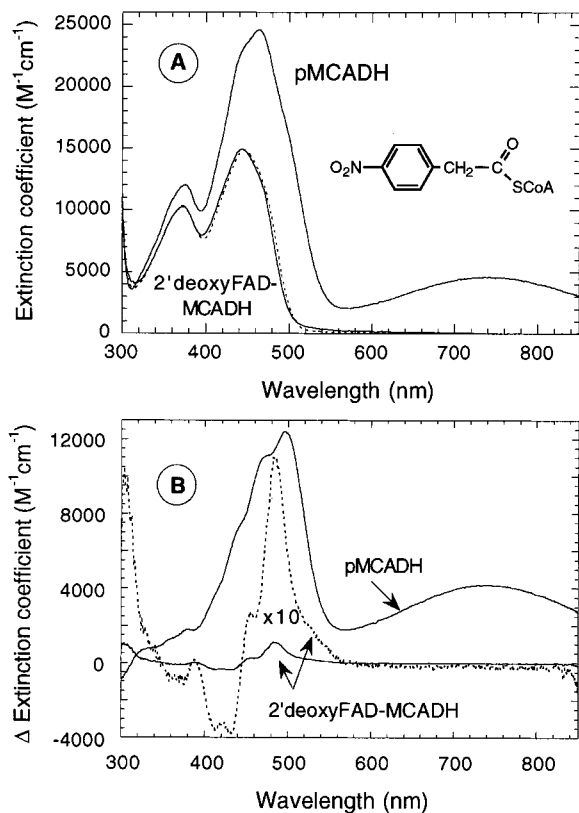 A
25000
20000
15000
10000
5000
0
Extinction coefficient (M⁻¹cm⁻¹)
pMCADH
O₂N
CH₂
C
O
SCoA
2'deoxyFAD-
MCADH
300 400 500 600 700 800
Wavelength (nm)
B
12000
8000
4000
0
-4000
Δ Extinction coefficient (M⁻¹cm⁻¹)
pMCADH
x10
2'deoxyFAD-MCADH
300 400 500 600 700 800
Wavelength (nm)